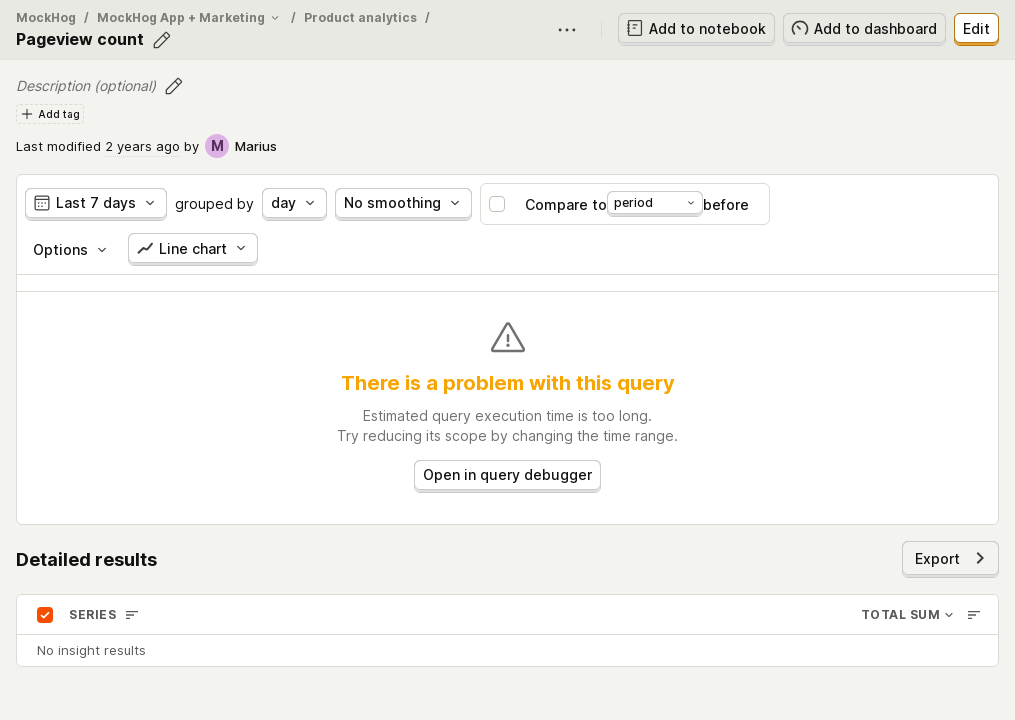 MockHog / MockHog App + Marketing / Product analytics /
Pageview count
Add to notebook
Add to dashboard
Edit
Description (optional)
Add tag
Last modified 2 years ago by M Marius
Last 7 days grouped by day No smoothing Compare to period before
Options Line chart
There is a problem with this query
Estimated query execution time is too long.
Try reducing its scope by changing the time range.
Open in query debugger
Detailed results
Export
SERIES TOTAL SUM
No insight results